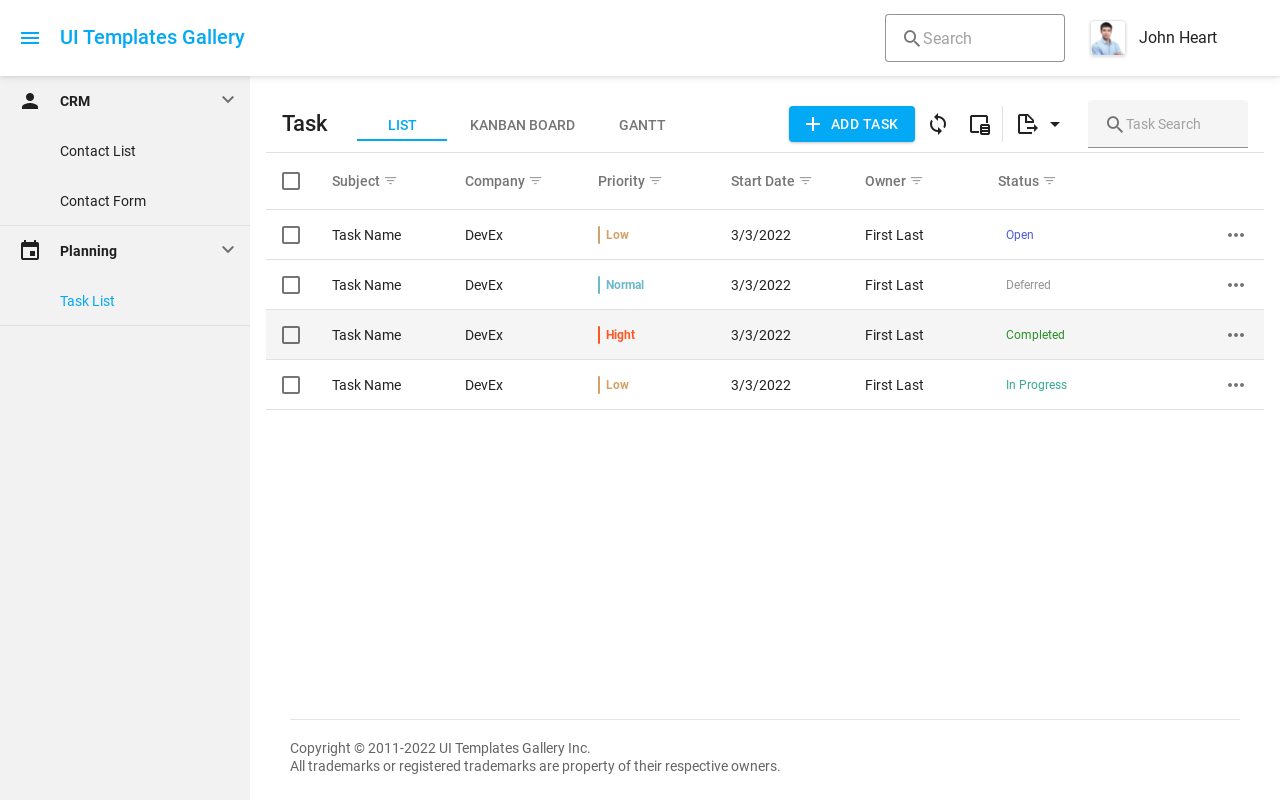 UI Templates Gallery
Search
John Heart
CRM
Contact List
Contact Form
Planning
Task List
Task
LIST
KANBAN BOARD
GANTT
ADD TASK
Task Search
Subject Company Priority Start Date Owner Status
Task Name DevEx Low 3/3/2022 First Last Open
Task Name DevEx Normal 3/3/2022 First Last Deferred
Task Name DevEx Hight 3/3/2022 First Last Completed
Task Name DevEx Low 3/3/2022 First Last In Progress
Copyright © 2011-2022 UI Templates Gallery Inc.
All trademarks or registered trademarks are property of their respective owners.